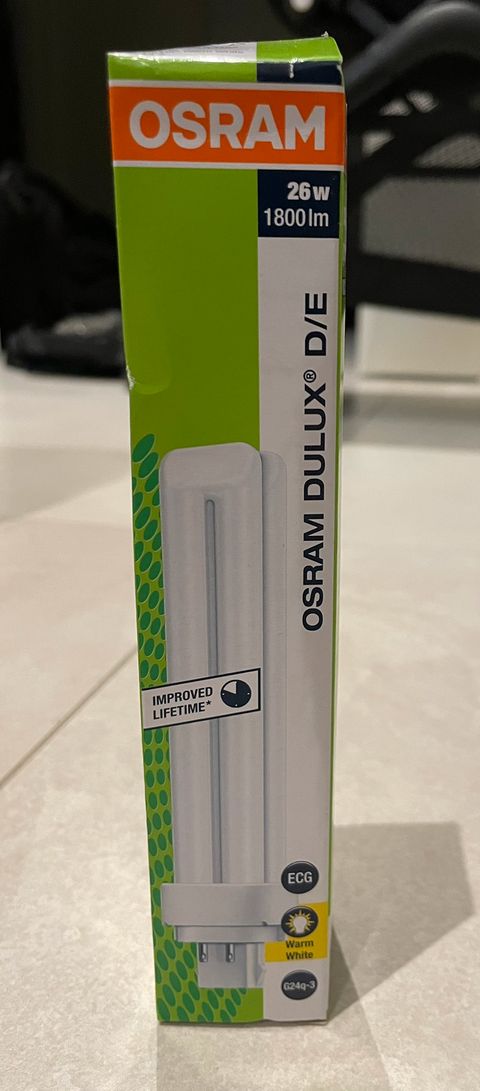 OSRAM
26w
1800lm
OSRAM DULUX® D/E
IMPROVED
LIFETIME*
ECG
Warm
White
G24q-3